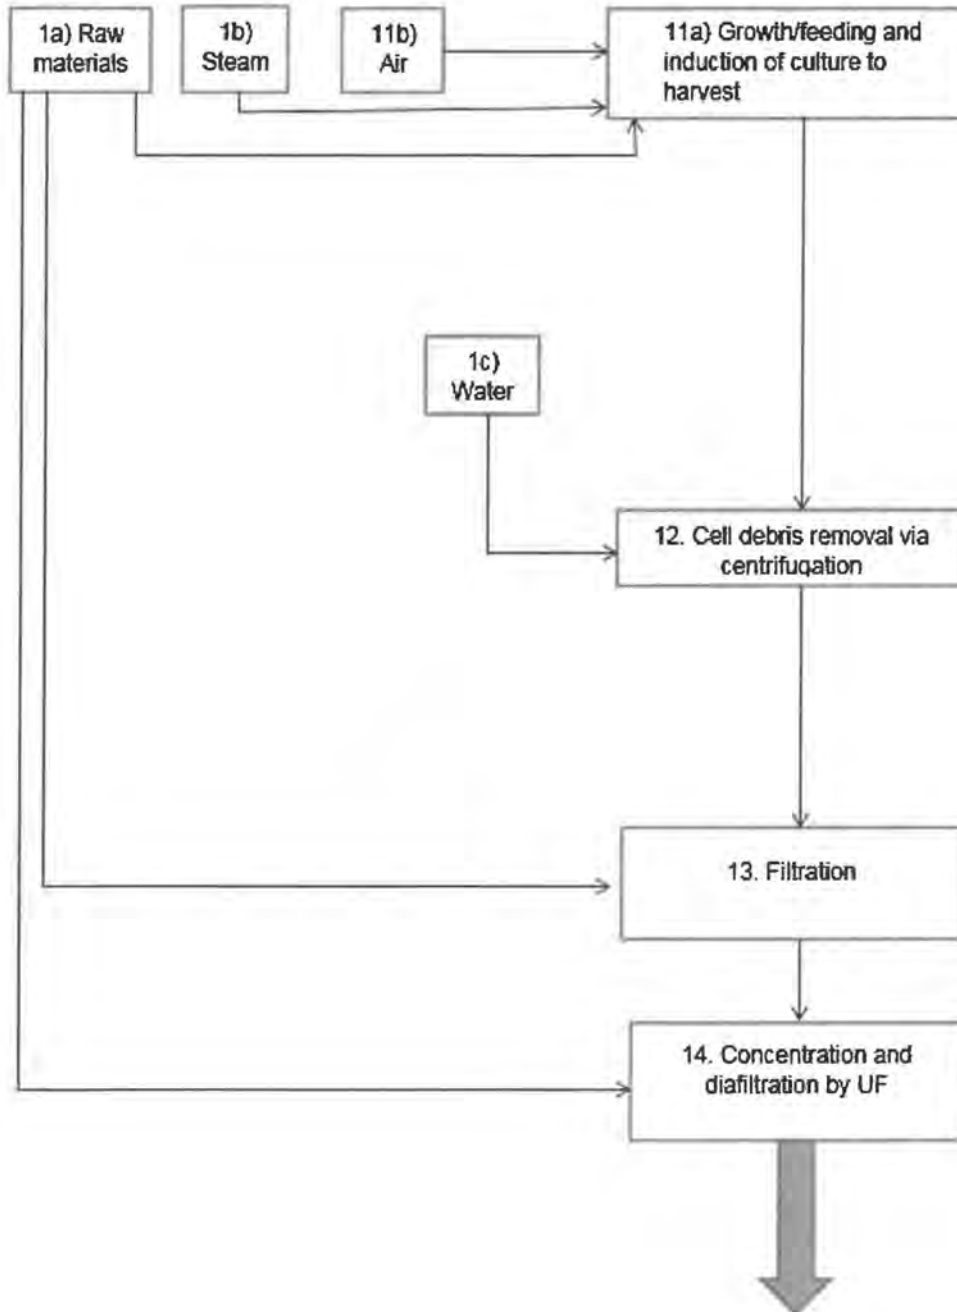 1a) Raw
materials
1b)
Steam
11b)
Air
11a) Growth/feeding and
induction of culture to
harvest
1c)
Water
12. Cell debris removal via
centrifugation
13. Filtration
14. Concentration and
diafiltration by UF